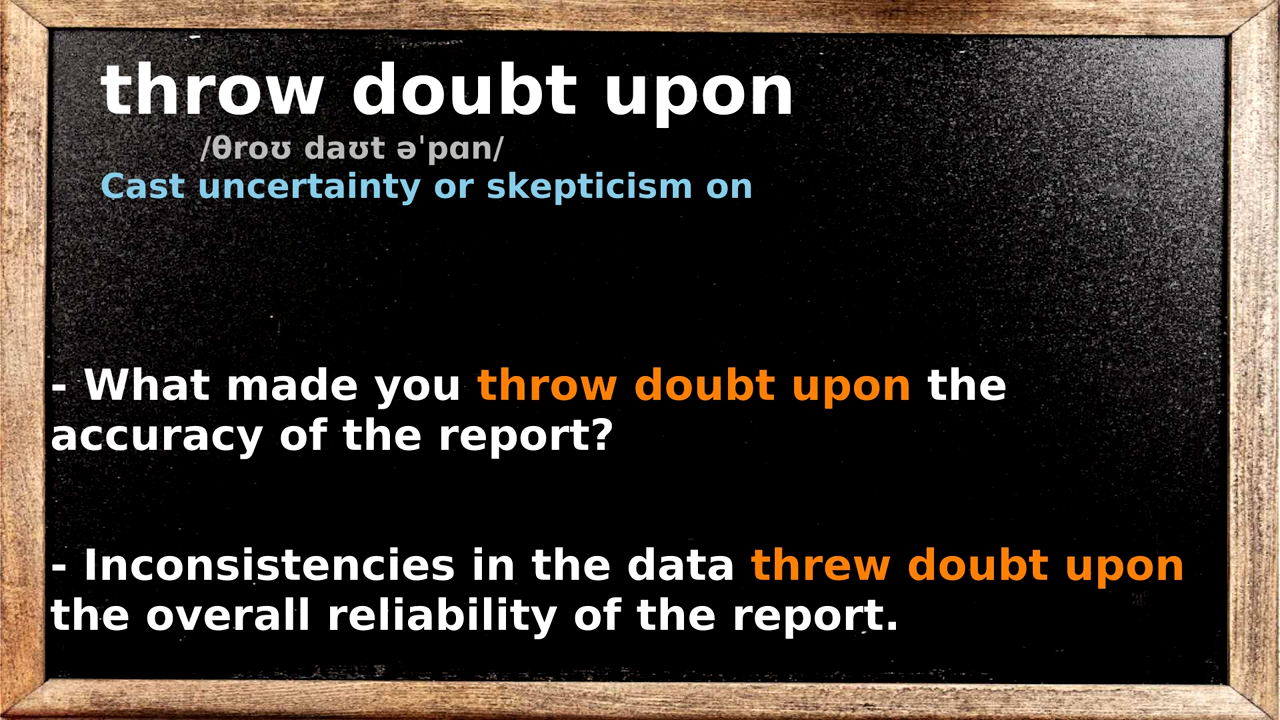 throw doubt upon
/θroʊ daʊt əˈpɑn/
Cast uncertainty or skepticism on
- What made you throw doubt upon the
accuracy of the report?
- Inconsistencies in the data threw doubt upon
the overall reliability of the report.